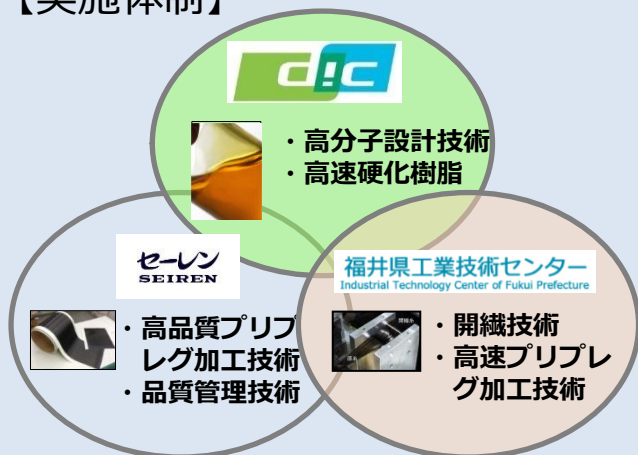 【実施体制】
DIC
・高分子設計技術
・高速硬化樹脂
セーレン
SEIREN
・高品質プリプ
レグ加工技術
・品質管理技術
福井県工業技術センター
Industrial Technology Center of Fukui Prefecture
・開繊技術
・高速プリプレ
グ加工技術